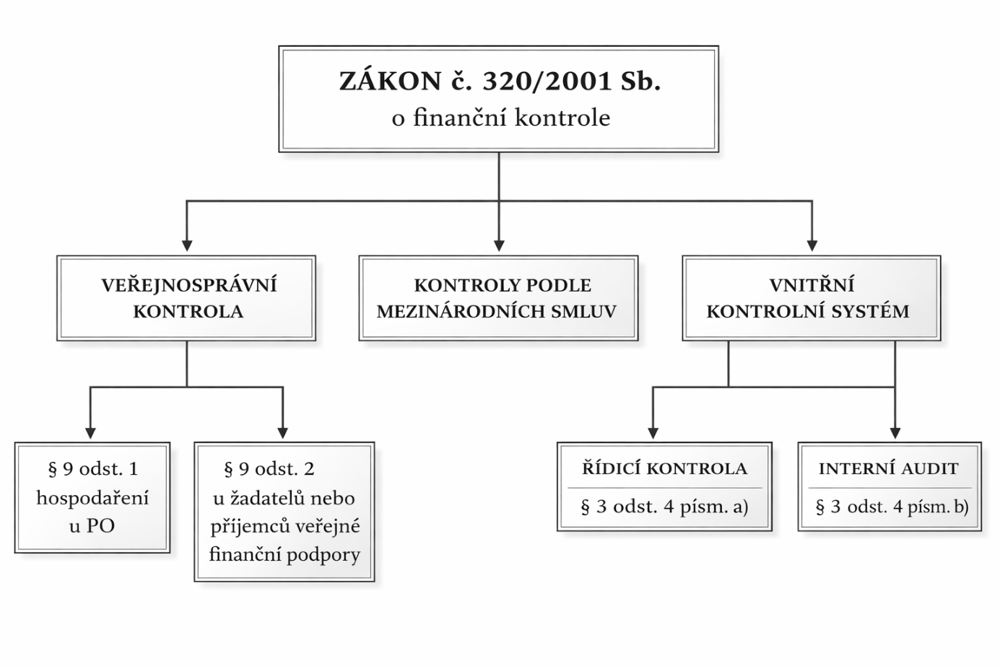 ZÁKON č. 320/2001 Sb.
o finanční kontrole
VEŘEJNOSPRÁVNÍ
KONTROLA
KONTROLY PODLE
MEZINÁRODNÍCH SMLUV
VNITŘNÍ
KONTROLNÍ SYSTÉM
§ 9 odst. 1
hospodaření
u PO
§ 9 odst. 2
u žadatelů nebo
příjemců veřejné
finanční podpory
ŘÍDICÍ KONTROLA
§ 3 odst. 4 písm. a)
INTERNÍ AUDIT
§ 3 odst. 4 písm. b)